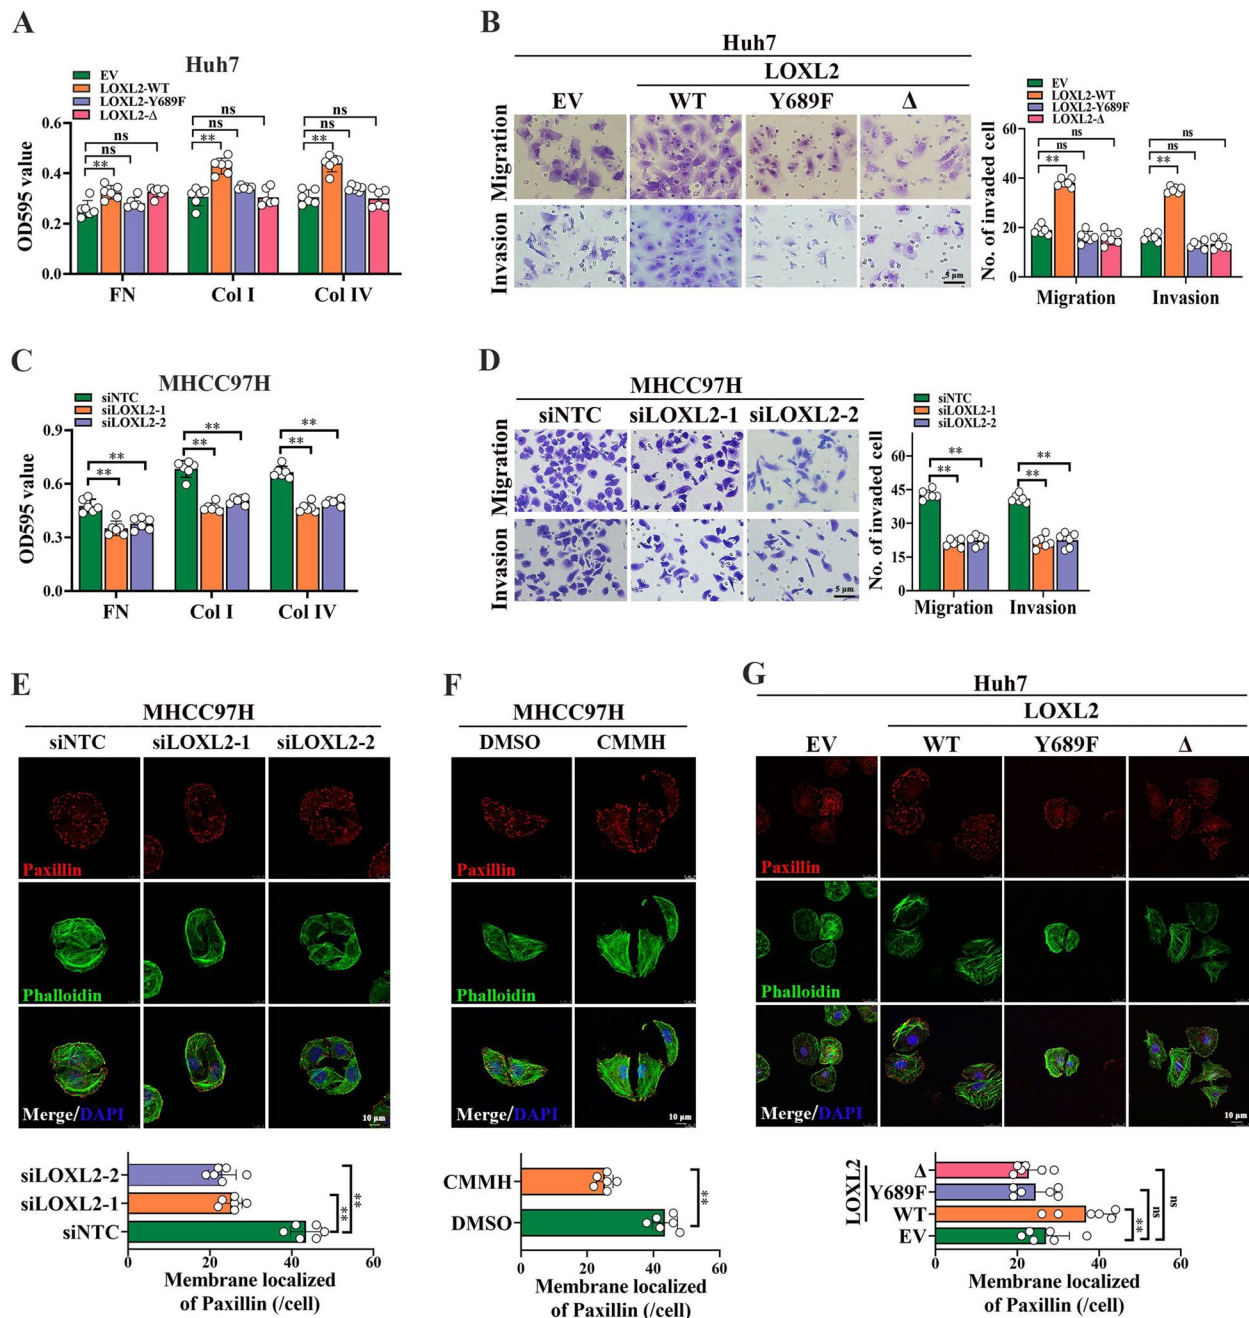 A
Huh7
EV
LOXL2-WT
LOXL2-Y689F
LOXL2-Δ
OD595 value
0.6
0.4
0.2
0.0
ns
ns
**
ns
ns
**
ns
ns
**
FN
Col I
Col IV
B
Huh7
LOXL2
EV
WT
Y689F
Δ
Migration
Invasion
5 μm
EV
LOXL2-WT
LOXL2-Y689F
LOXL2-Δ
No. of invaded cell
60
40
20
0
ns
ns
**
ns
ns
**
Migration
Invasion
C
MHCC97H
siNTC
siLOXL2-1
siLOXL2-2
OD595 value
0.9
0.6
0.3
0.0
**
**
**
**
**
**
FN
Col I
Col IV
D
MHCC97H
siNTC
siLOXL2-1
siLOXL2-2
Migration
Invasion
5 μm
siNTC
siLOXL2-1
siLOXL2-2
No. of invaded cell
60
45
30
15
0
**
**
**
**
Migration
Invasion
E
MHCC97H
siNTC
siLOXL2-1
siLOXL2-2
Paxillin
Phalloidin
Merge/DAPI
10 μm
siLOXL2-2
siLOXL2-1
siNTC
**
**
0
20
40
60
Membrane localized
of Paxillin (/cell)
F
MHCC97H
DMSO
CMMH
Paxillin
Phalloidin
Merge/DAPI
10 μm
CMMH
DMSO
**
0
20
40
60
Membrane localized
of Paxillin (/cell)
G
Huh7
LOXL2
EV
WT
Y689F
Δ
Paxillin
Phalloidin
Merge/DAPI
10 μm
LOXL2
Δ
Y689F
WT
EV
**
ns
ns
0
20
40
60
Membrane localized
of Paxillin (/cell)